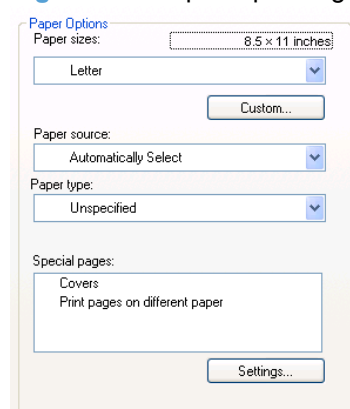 Paper Options
Paper sizes: 8.5 × 11 inches
Letter
Custom...
Paper source:
Automatically Select
Paper type:
Unspecified
Special pages:
Covers
Print pages on different paper
Settings...